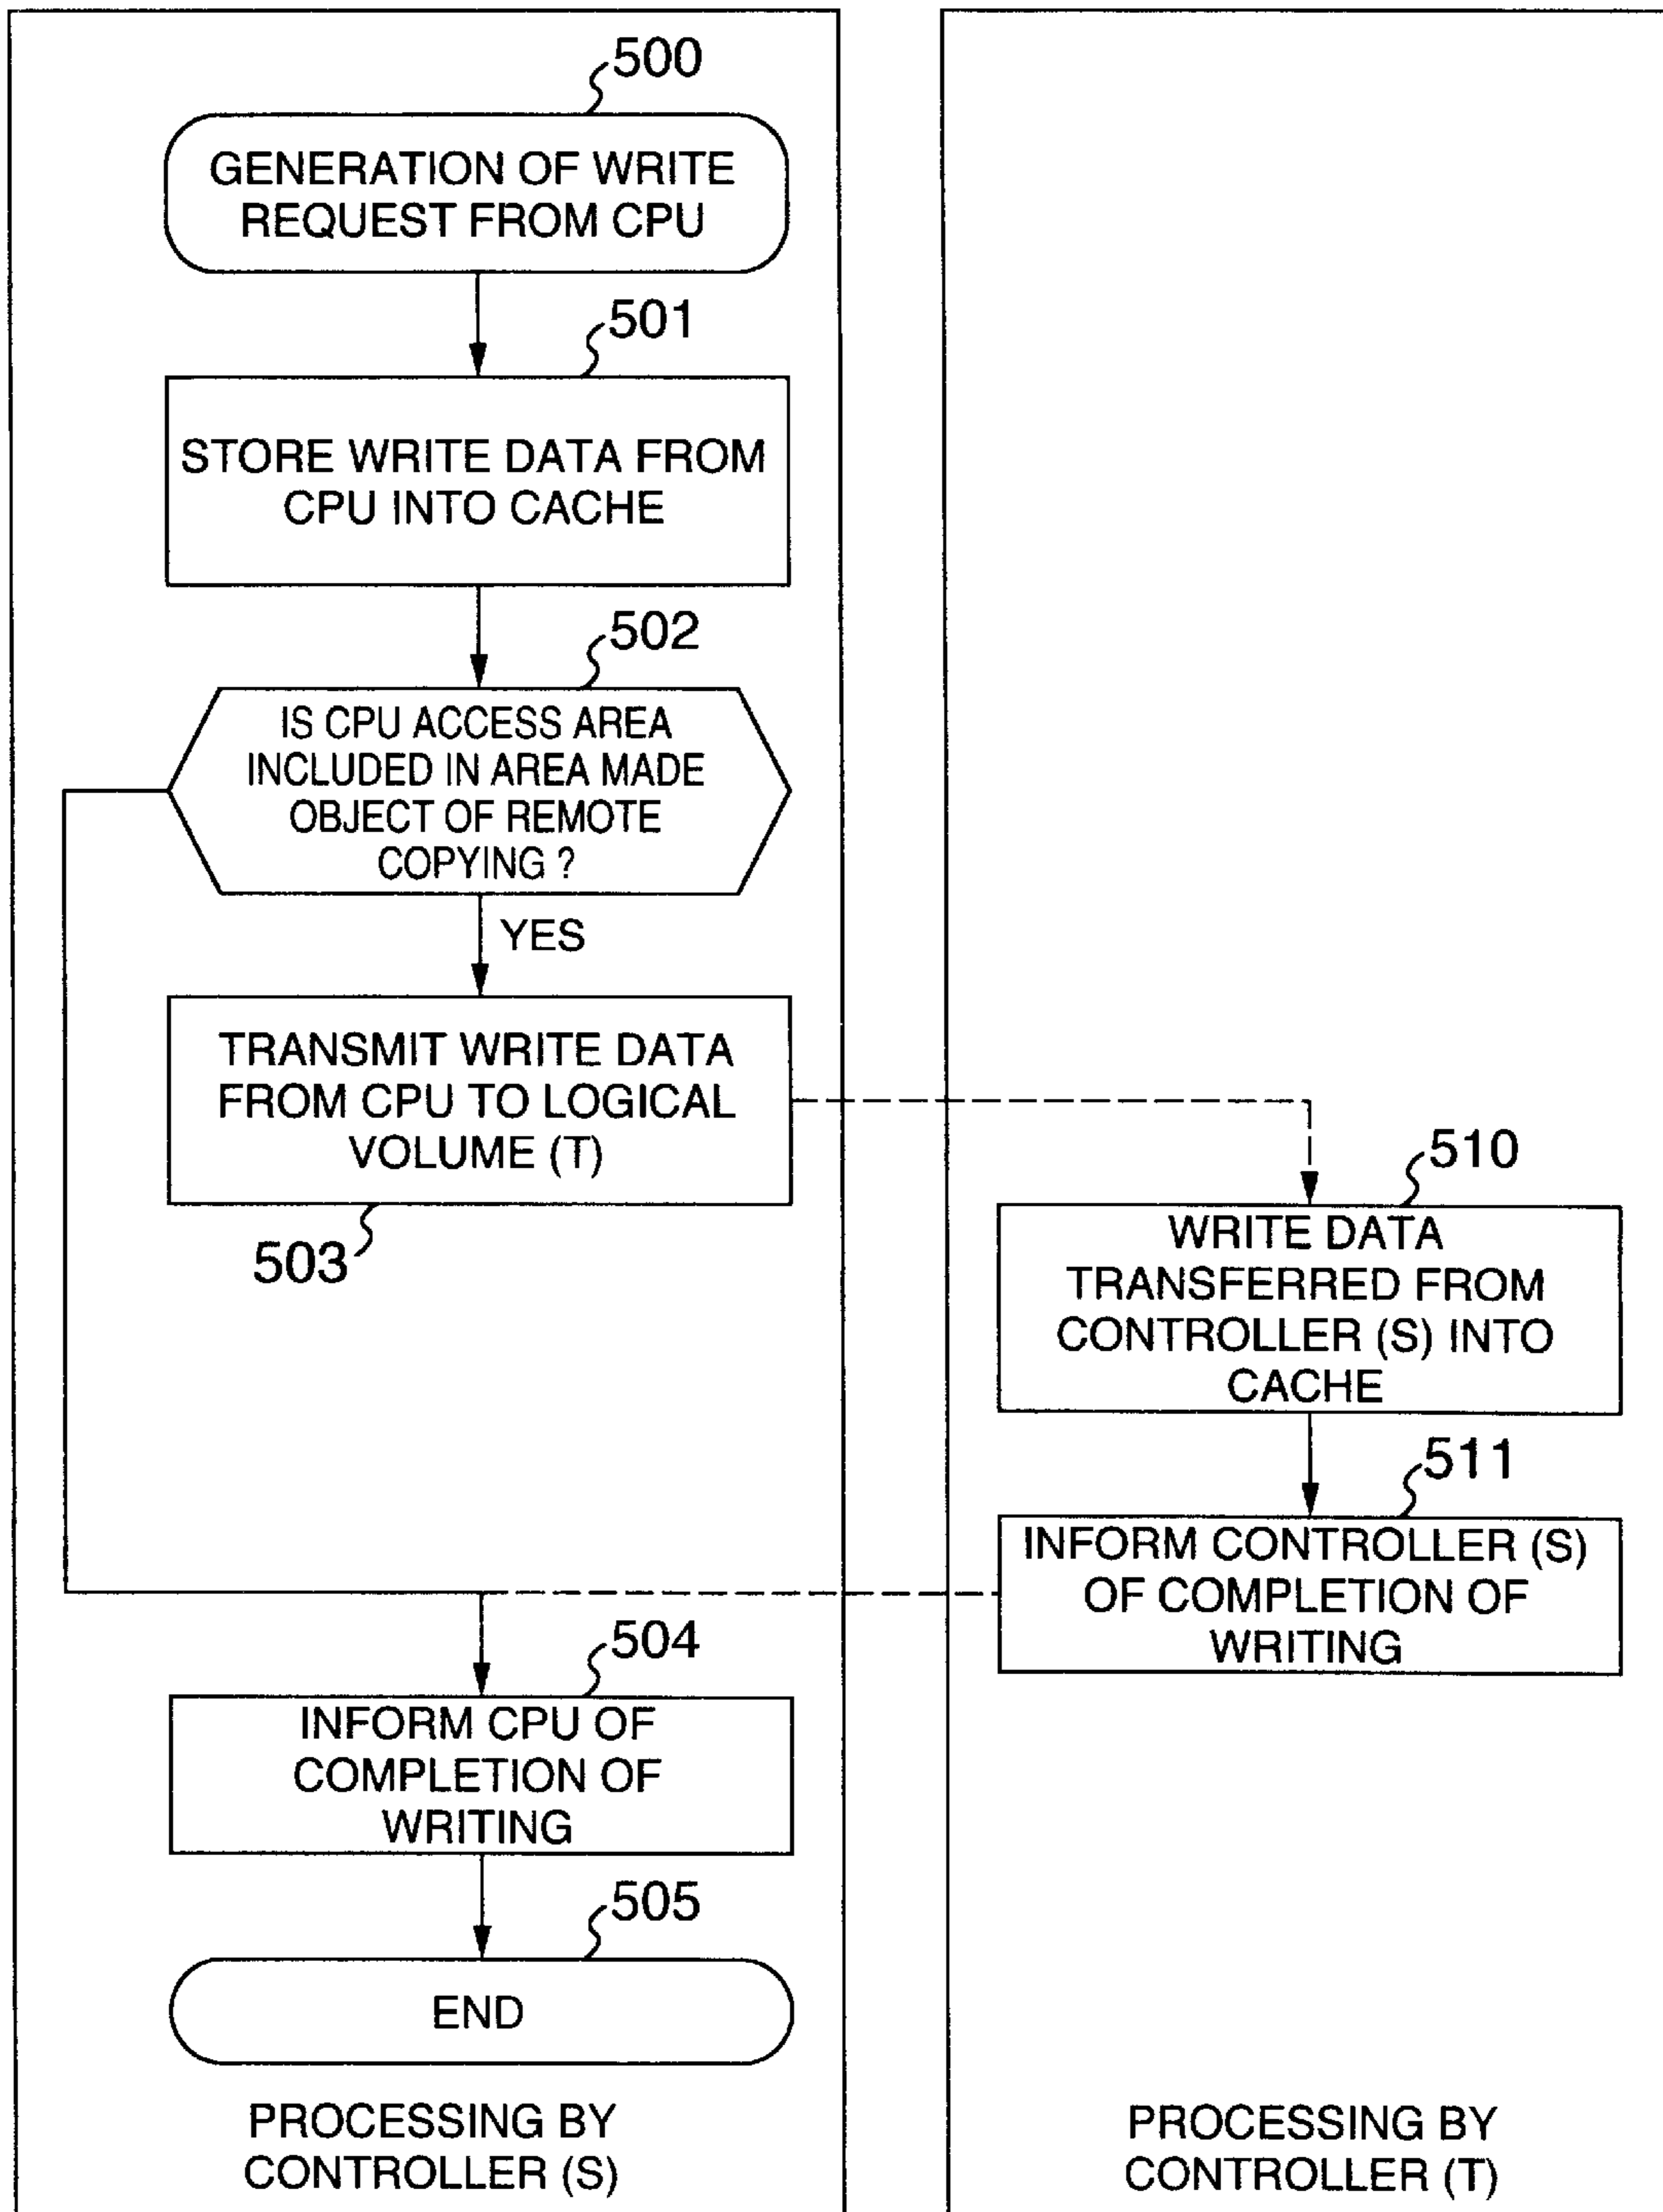 500
GENERATION OF WRITE
REQUEST FROM CPU
501
STORE WRITE DATA FROM
CPU INTO CACHE
502
IS CPU ACCESS AREA
INCLUDED IN AREA MADE
OBJECT OF REMOTE
COPYING ?
YES
TRANSMIT WRITE DATA
FROM CPU TO LOGICAL
VOLUME (T)
503
510
WRITE DATA
TRANSFERRED FROM
CONTROLLER (S) INTO
CACHE
511
INFORM CONTROLLER (S)
OF COMPLETION OF
WRITING
504
INFORM CPU OF
COMPLETION OF
WRITING
505
END
PROCESSING BY
CONTROLLER (S)
PROCESSING BY
CONTROLLER (T)